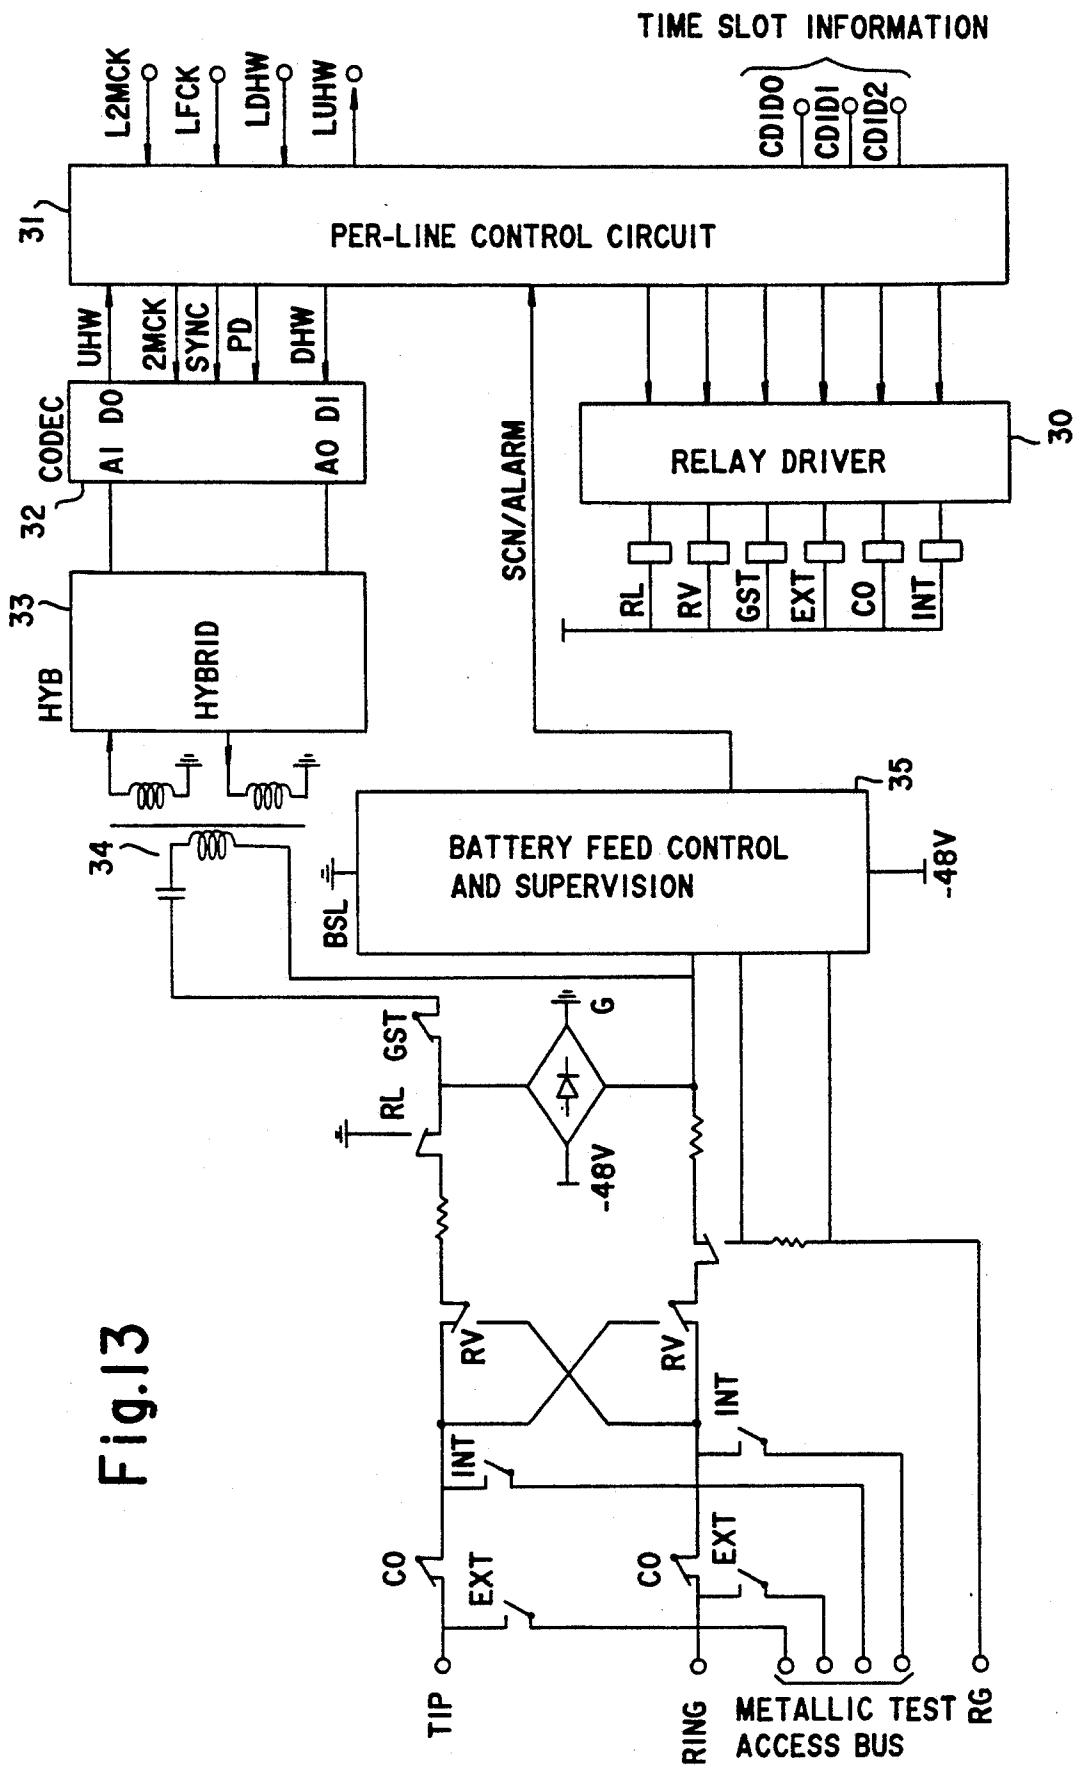 Fig.13
TIME SLOT INFORMATION
L2MCK
LFCK
LDHW
LUHW
CDID0
CDID1
CDID2
31
PER-LINE CONTROL CIRCUIT
UHW
2MCK
SYNC
PD
DHW
CODEC
32
AI DO
AO DI
SCN/ALARM
RELAY DRIVER
30
HYB
33
HYBRID
RL
RV
GST
EXT
CO
INT
34
35
BSL
BATTERY FEED CONTROL
AND SUPERVISION
-48V
GST
RL
G
-48V
RV
RV
INT
INT
CO
EXT
CO
EXT
TIP
RING
METALLIC TEST
ACCESS BUS
RG